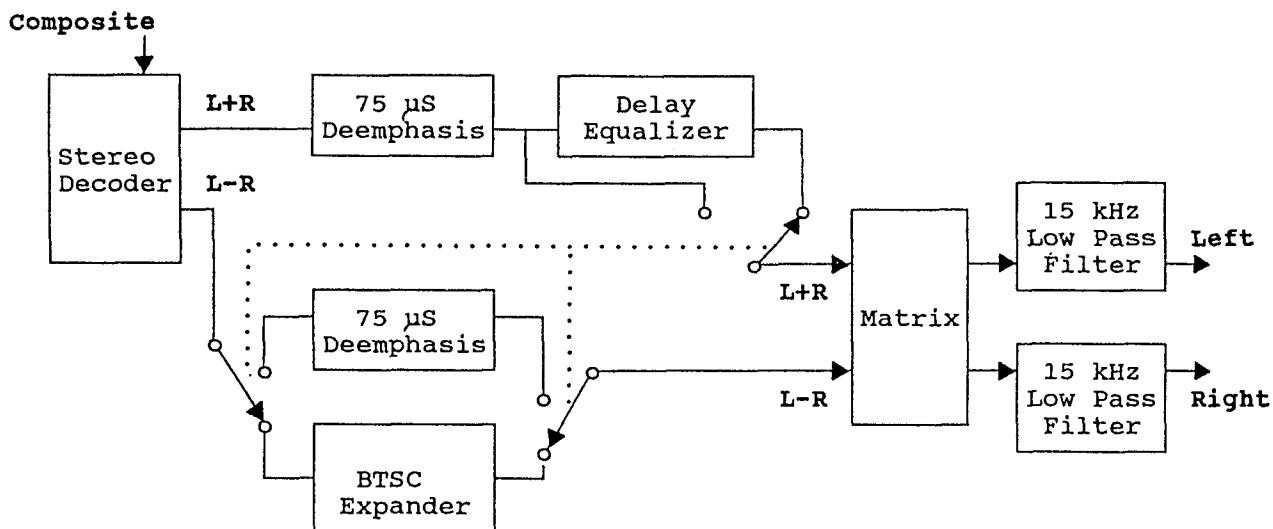 Composite
Stereo
Decoder
L+R
L-R
75 µS
Deemphasis
Delay
Equalizer
75 µS
Deemphasis
BTSC
Expander
L+R
L-R
Matrix
15 kHz
Low Pass
Filter
Left
15 kHz
Low Pass
Filter
Right